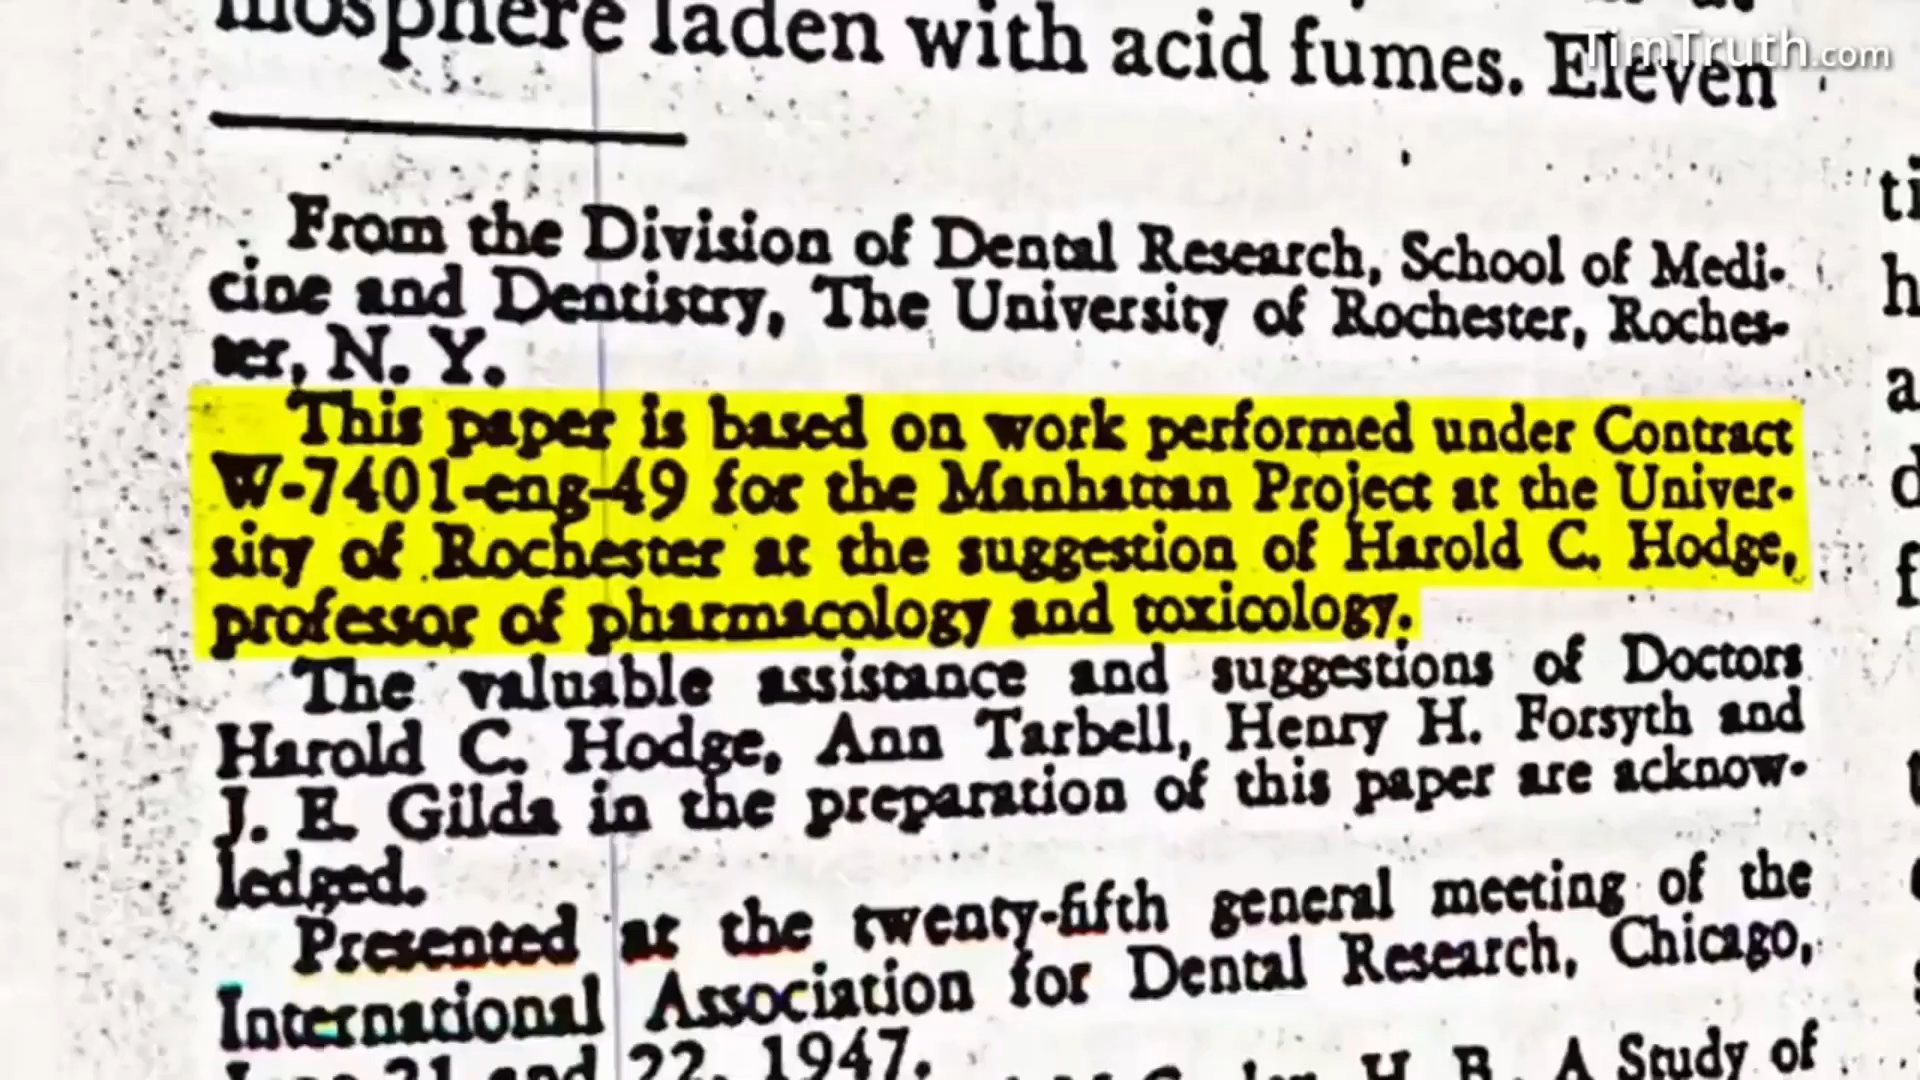 mosphere laden with acid fumes. Eleven
TimTruth.com
From the Division of Dental Research, School of Medi-
cine and Dentistry, The University of Rochester, Roches-
ter, N. Y.
This paper is based on work performed under Contract
W-7401-eng-49 for the Manhattan Project at the Univer-
sity of Rochester at the suggestion of Harold C. Hodge,
professor of pharmacology and toxicology.
The valuable assistance and suggestions of Doctors
Harold C. Hodge, Ann Tarbell, Henry H. Forsyth and
J. E. Gilda in the preparation of this paper are acknow-
ledged.
Presented at the twenty-fifth general meeting of the
International Association for Dental Research, Chicago,
21 and 22, 1947.
H. B., A Study of